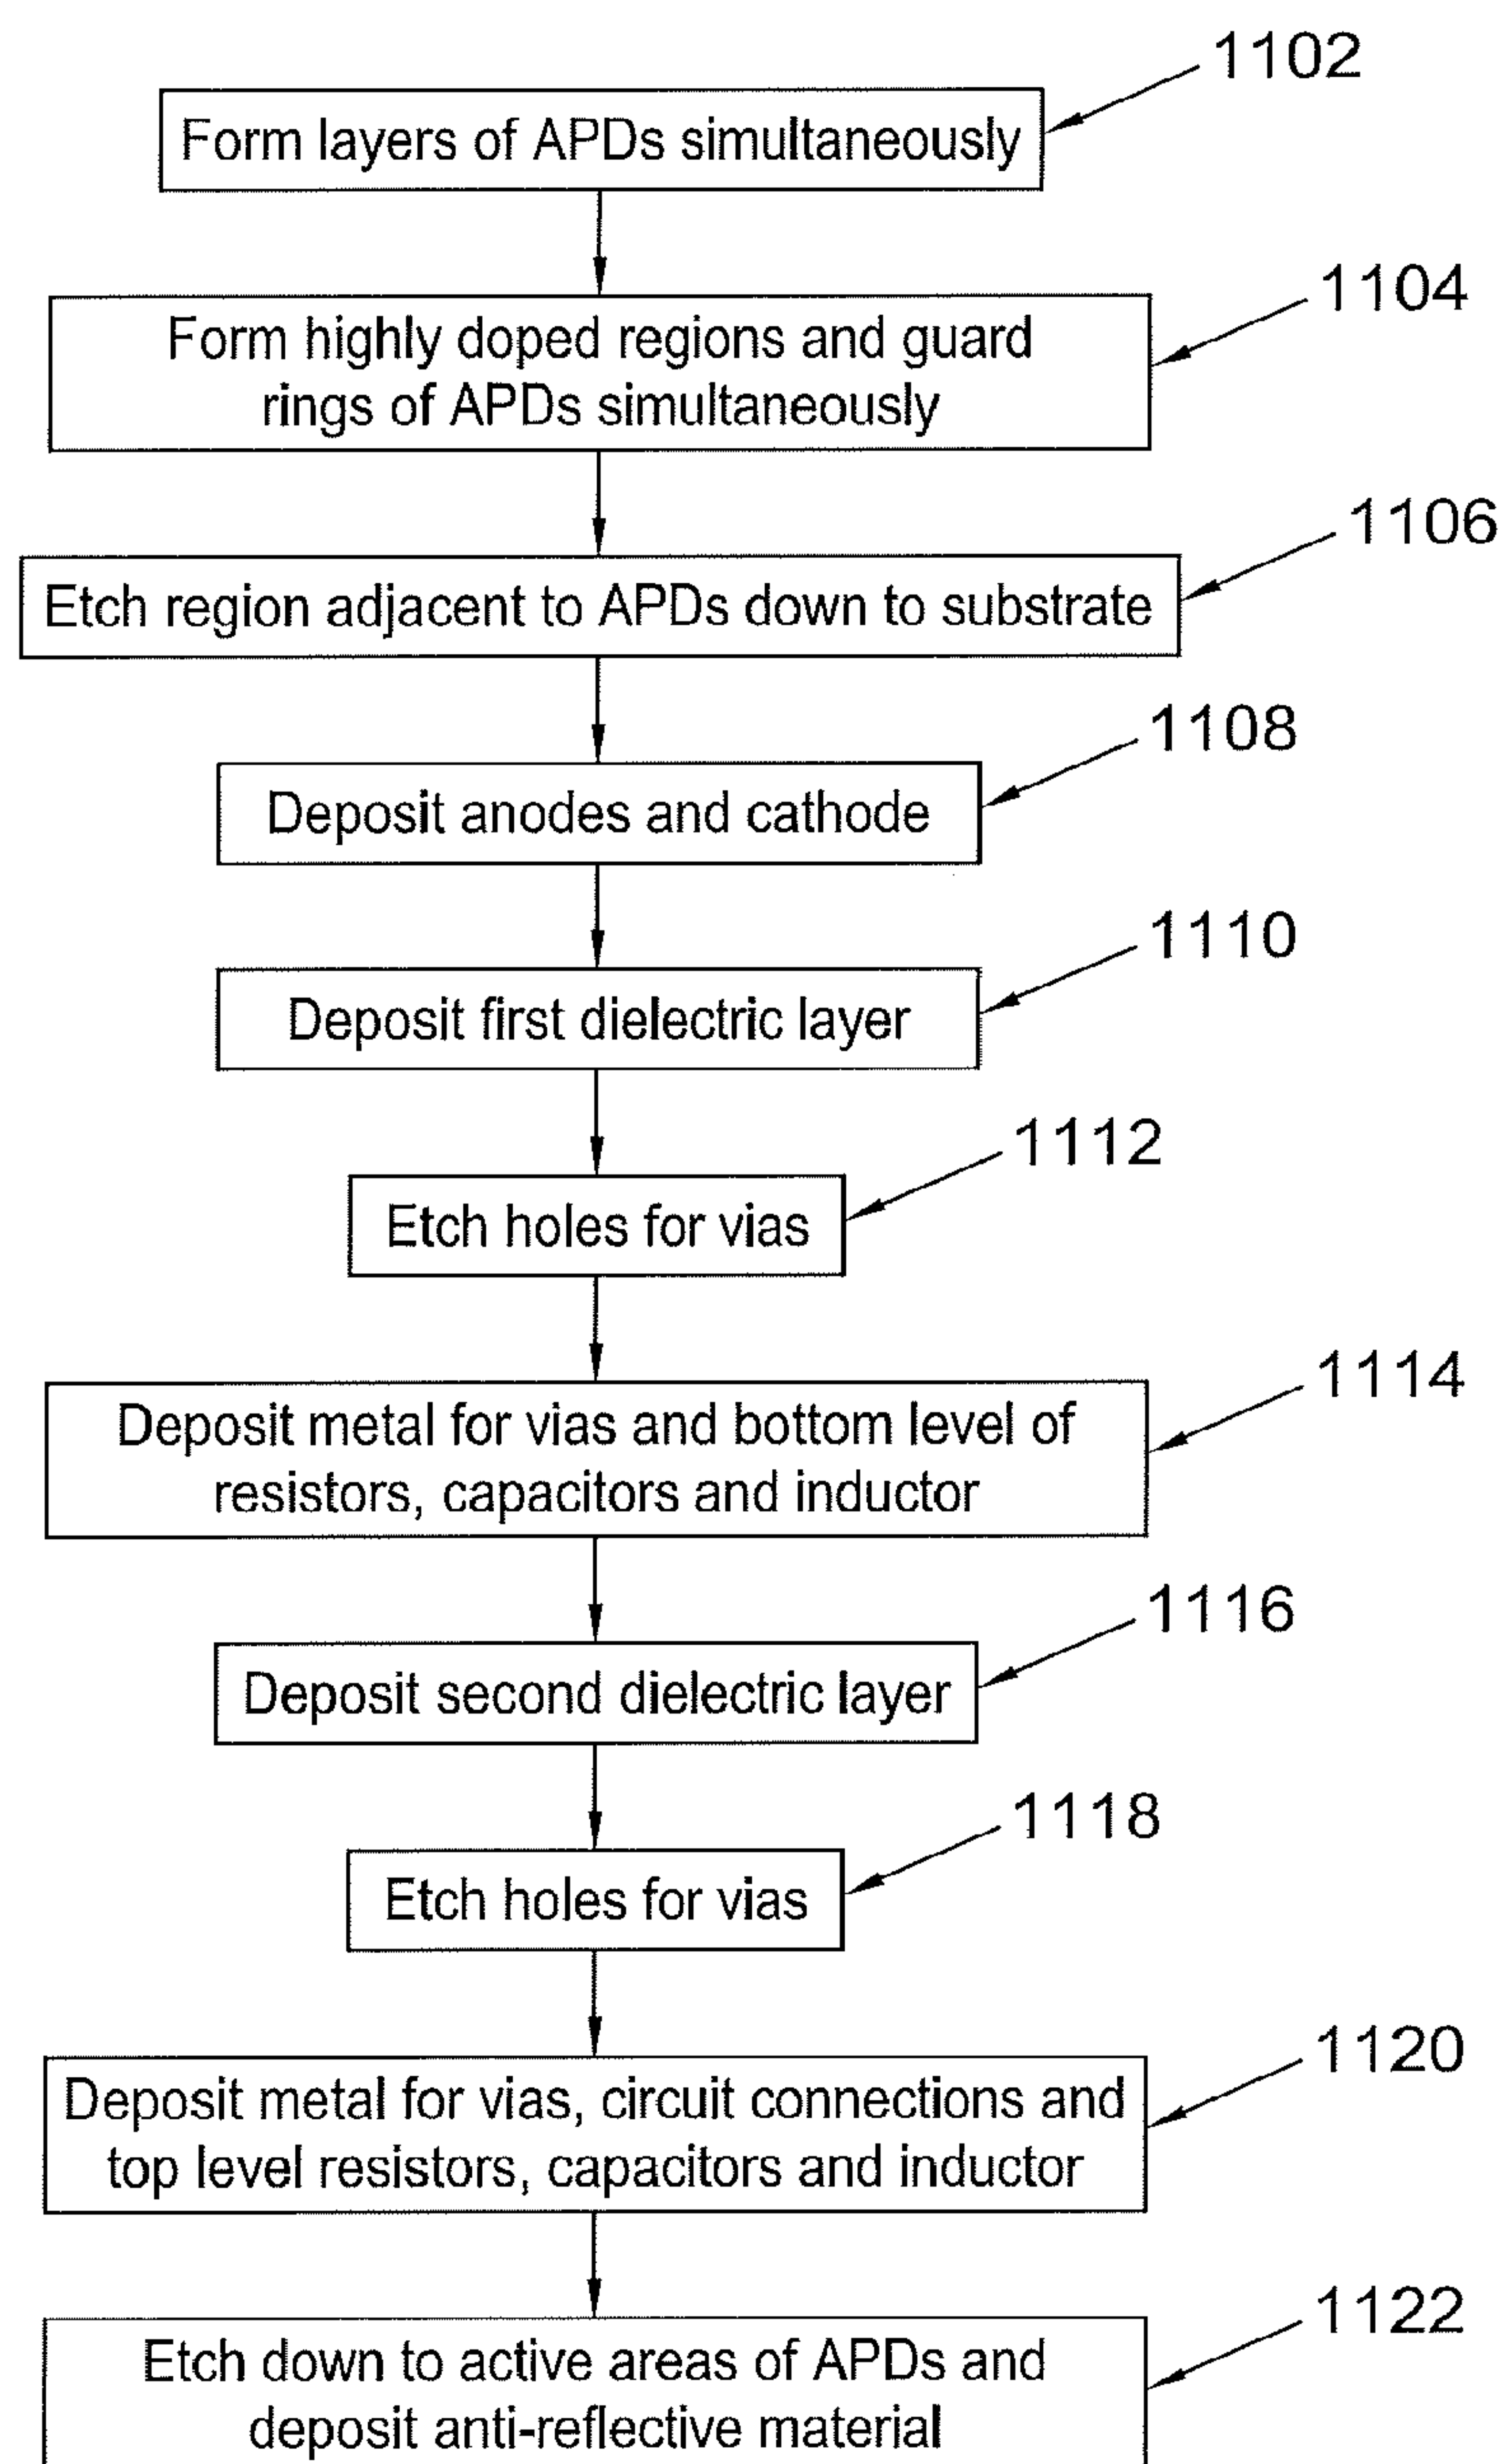 1102
Form layers of APDs simultaneously
1104
Form highly doped regions and guard
rings of APDs simultaneously
1106
Etch region adjacent to APDs down to substrate
1108
Deposit anodes and cathode
1110
Deposit first dielectric layer
1112
Etch holes for vias
1114
Deposit metal for vias and bottom level of
resistors, capacitors and inductor
1116
Deposit second dielectric layer
1118
Etch holes for vias
1120
Deposit metal for vias, circuit connections and
top level resistors, capacitors and inductor
1122
Etch down to active areas of APDs and
deposit anti-reflective material